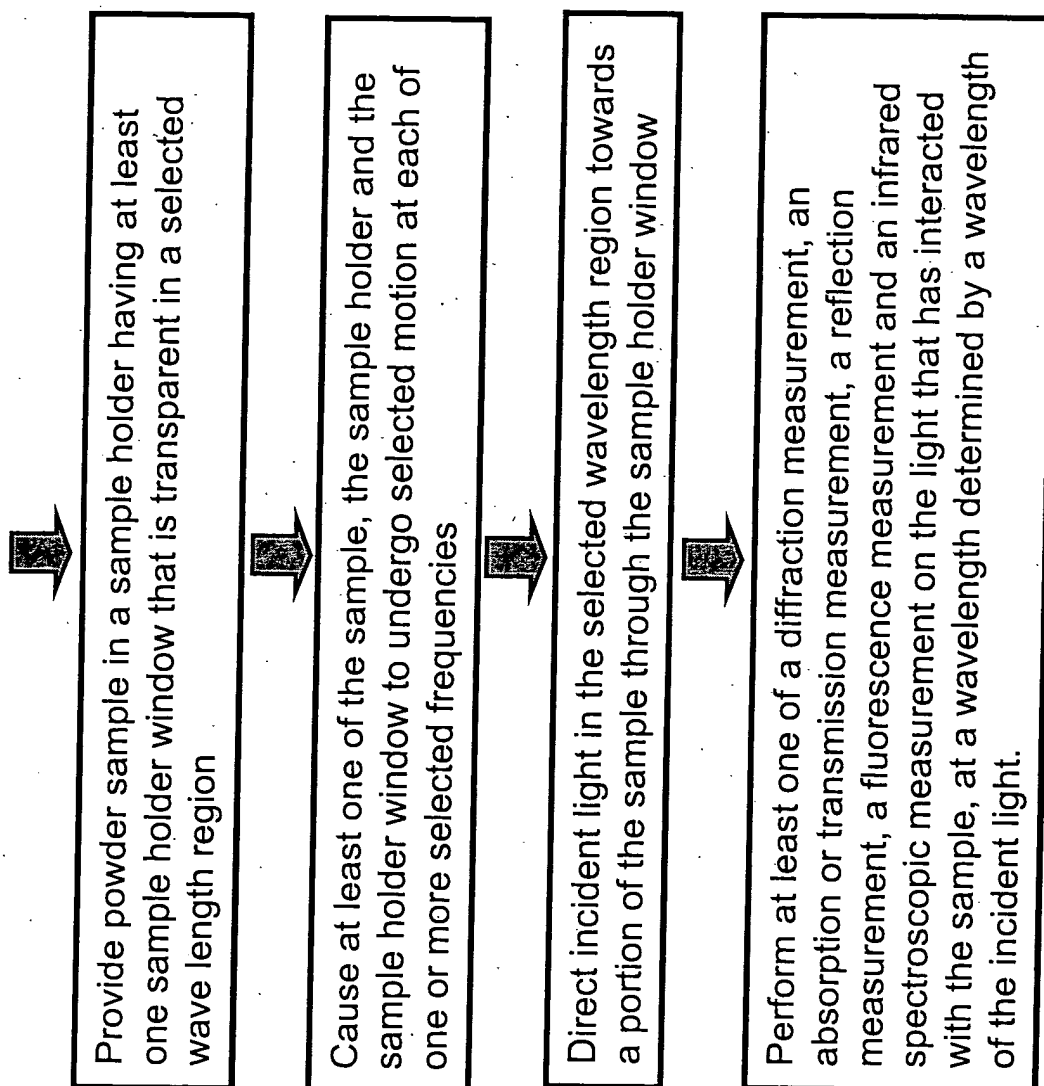 Provide powder sample in a sample holder having at least
one sample holder window that is transparent in a selected
wave length region
Cause at least one of the sample, the sample holder and the
sample holder window to undergo selected motion at each of
one or more selected frequencies
Direct incident light in the selected wavelength region towards
a portion of the sample through the sample holder window
Perform at least one of a diffraction measurement, an
absorption or transmission measurement, a reflection
measurement, a fluorescence measurement and an infrared
spectroscopic measurement on the light that has interacted
with the sample, at a wavelength determined by a wavelength
of the incident light.